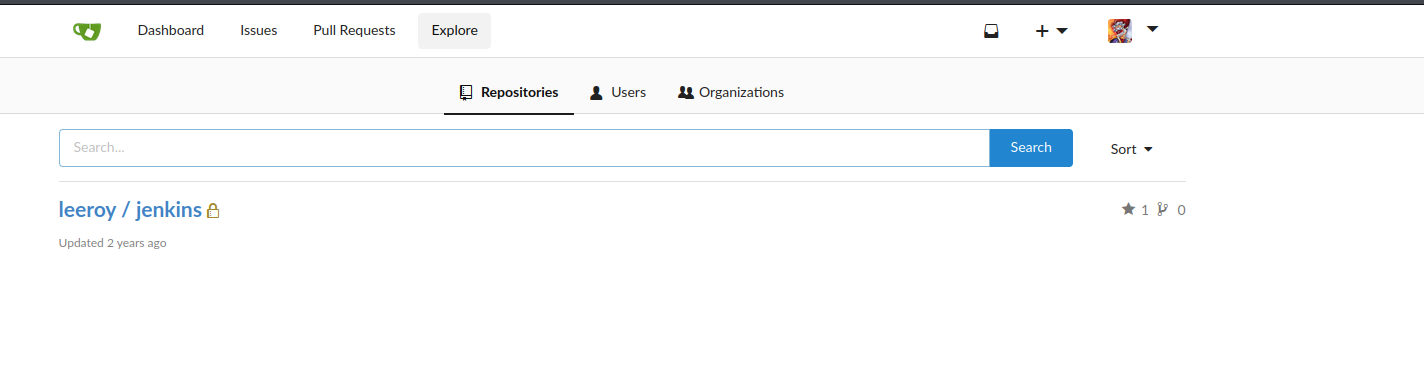 Dashboard Issues Pull Requests Explore
Repositories Users Organizations
Search... Search Sort
leeroy / jenkins 1 0
Updated 2 years ago